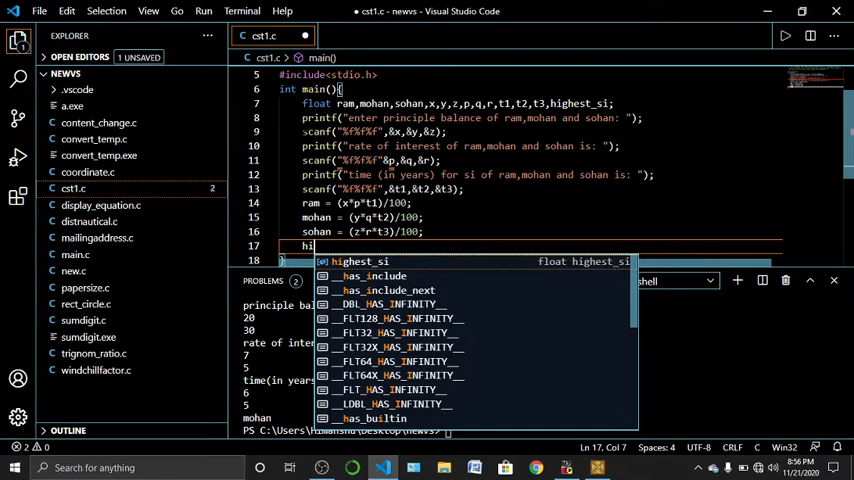 File Edit Selection View Go Run Terminal Help
● cst1.c - newvs - Visual Studio Code
EXPLORER
OPEN EDITORS 1 UNSAVED
NEWVS
.vscode
a.exe
content_change.c
convert_temp.c
convert_temp.exe
coordinate.c
cst1.c 2
display_equation.c
distnautical.c
mailingaddress.c
main.c
new.c
papersize.c
rect_circle.c
sumdigit.c
sumdigit.exe
trignom_ratio.c
windchillfactor.c
OUTLINE
cst1.c
cst1.c > main()
5 #include<stdio.h>
6 int main(){
7 float ram,mohan,sohan,x,y,z,p,q,r,t1,t2,t3,highest_si;
8 printf("enter principle balance of ram,mohan and sohan: ");
9 scanf("%f%f%f",&x,&y,&z);
10 printf("rate of interest of ram,mohan and sohan is: ");
11 scanf("%f%f%f"&p,&q,&r);
12 printf("time (in years) for si of ram,mohan and sohan is: ");
13 scanf("%f%f%f",&t1,&t2,&t3);
14 ram = (x*p*t1)/100;
15 mohan = (y*q*t2)/100;
16 sohan = (z*r*t3)/100;
17 hi
18 }
highest_si float highest_si
__has_include
__has_include_next
__DBL_HAS_INFINITY__
__FLT128_HAS_INFINITY__
__FLT32_HAS_INFINITY__
__FLT32X_HAS_INFINITY__
__FLT64_HAS_INFINITY__
__FLT64X_HAS_INFINITY__
__FLT_HAS_INFINITY__
__LDBL_HAS_INFINITY__
__has_builtin
PROBLEMS 2
shell
principle bal
20
30
rate of inter
7
5
time(in years
6
5
mohan
PS C:\Users\Himanshu\Desktop\newvs>
2 0
Ln 17, Col 7 Spaces: 4 UTF-8 CRLF C Win32
Search for anything
8:56 PM
11/21/2020